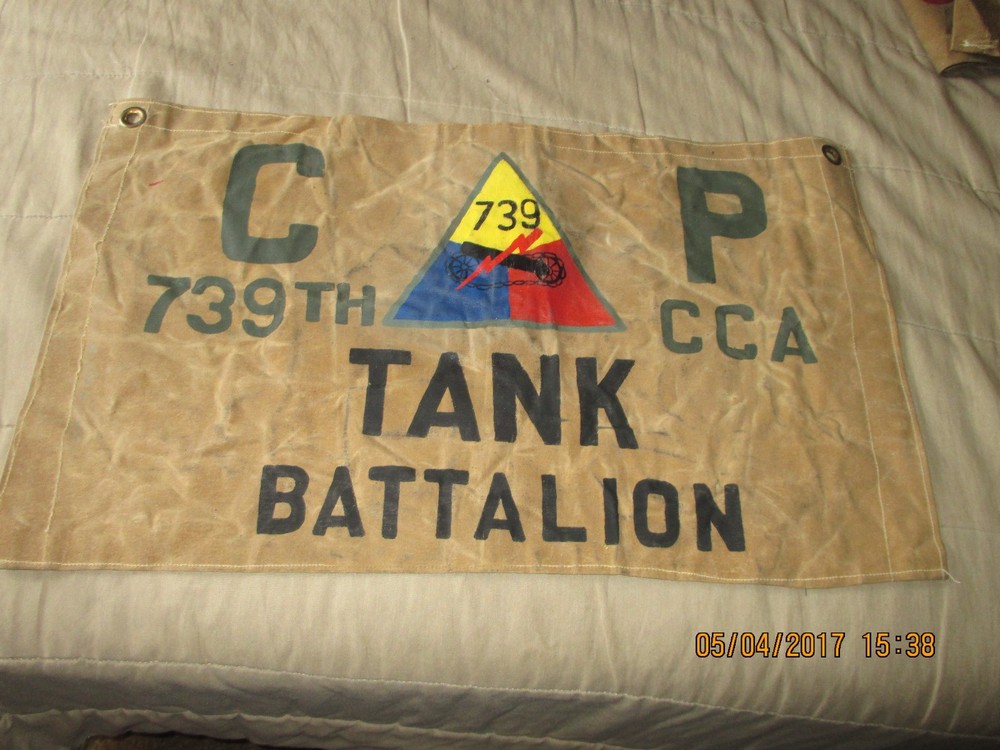 C P
739
739TH CCA
TANK
BATTALION
05/04/2017 15:38